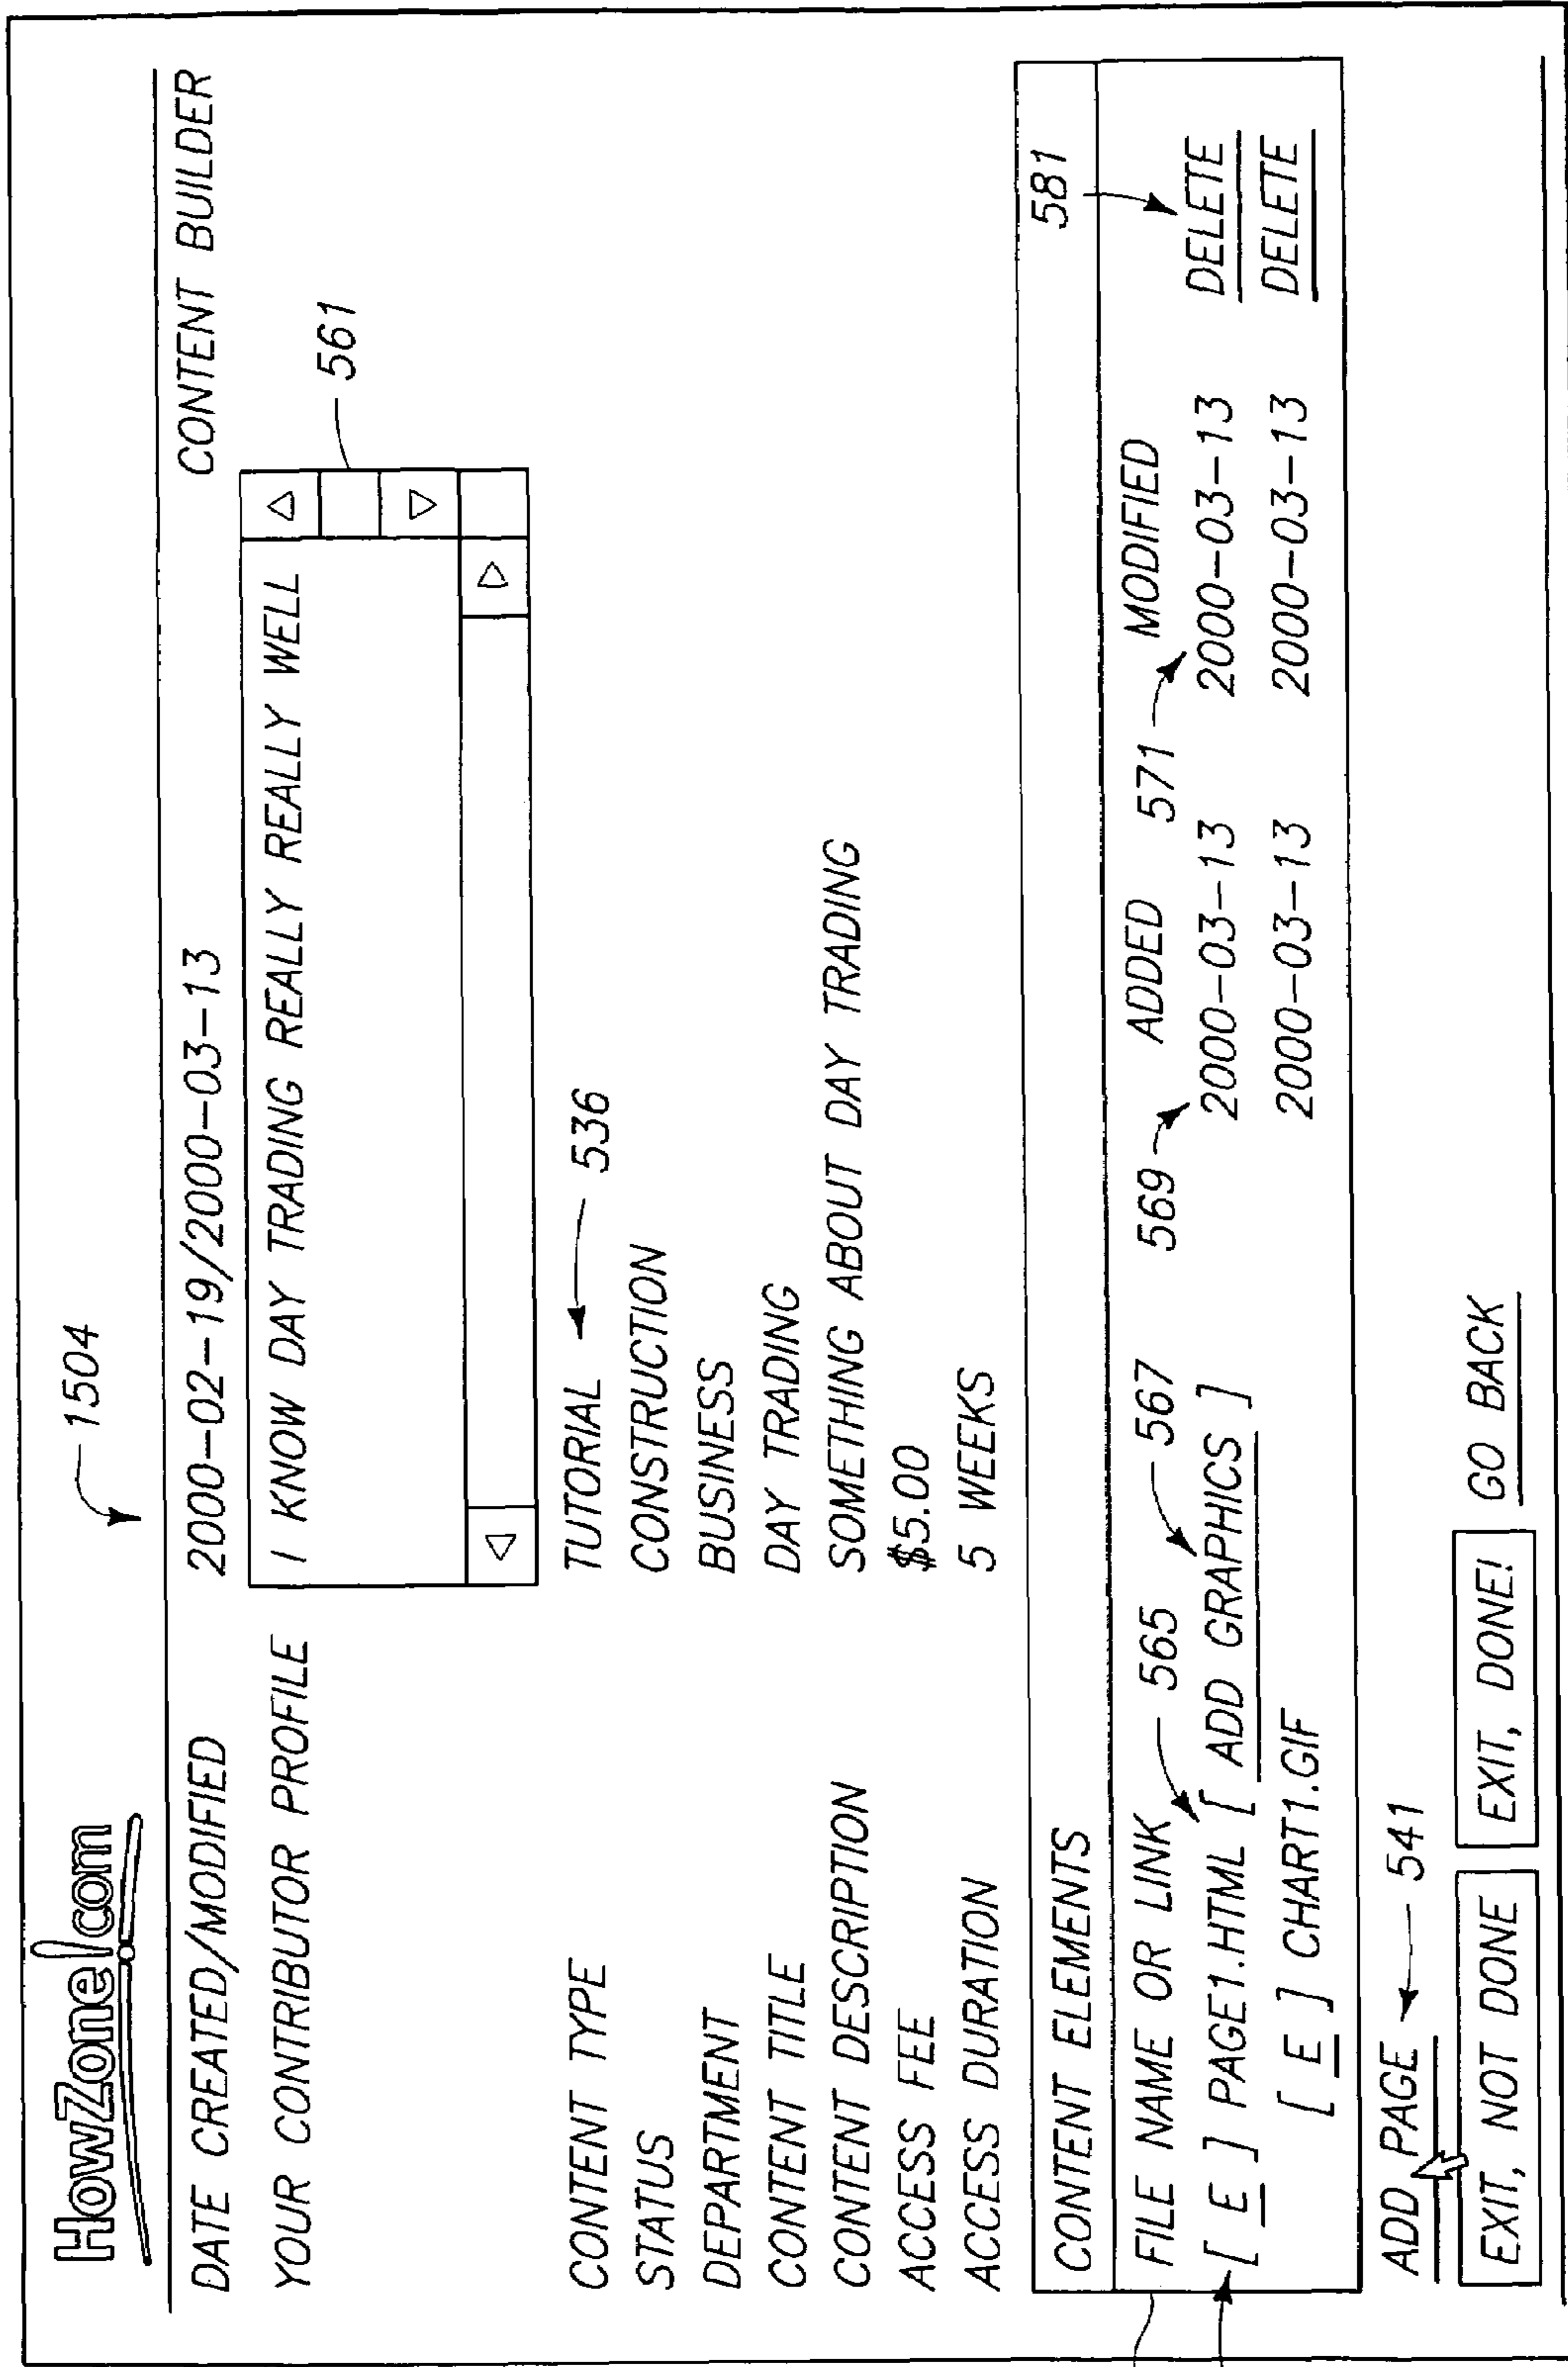 1504
HowZone!com
CONTENT BUILDER
DATE CREATED/MODIFIED 2000-02-19/2000-03-13
YOUR CONTRIBUTOR PROFILE I KNOW DAY TRADING REALLY REALLY REALLY WELL
561
CONTENT TYPE TUTORIAL 536
STATUS CONSTRUCTION
DEPARTMENT BUSINESS
CONTENT TITLE DAY TRADING
CONTENT DESCRIPTION SOMETHING ABOUT DAY TRADING
ACCESS FEE $5.00
ACCESS DURATION 5 WEEKS
CONTENT ELEMENTS 581
FILE NAME OR LINK 565 567 569 ADDED 571 MODIFIED
[ E ] PAGE1.HTML [ ADD GRAPHICS ] 2000-03-13 2000-03-13 DELETE
[ E ] CHART1.GIF 2000-03-13 2000-03-13 DELETE
ADD PAGE 541
EXIT, NOT DONE EXIT, DONE! GO BACK